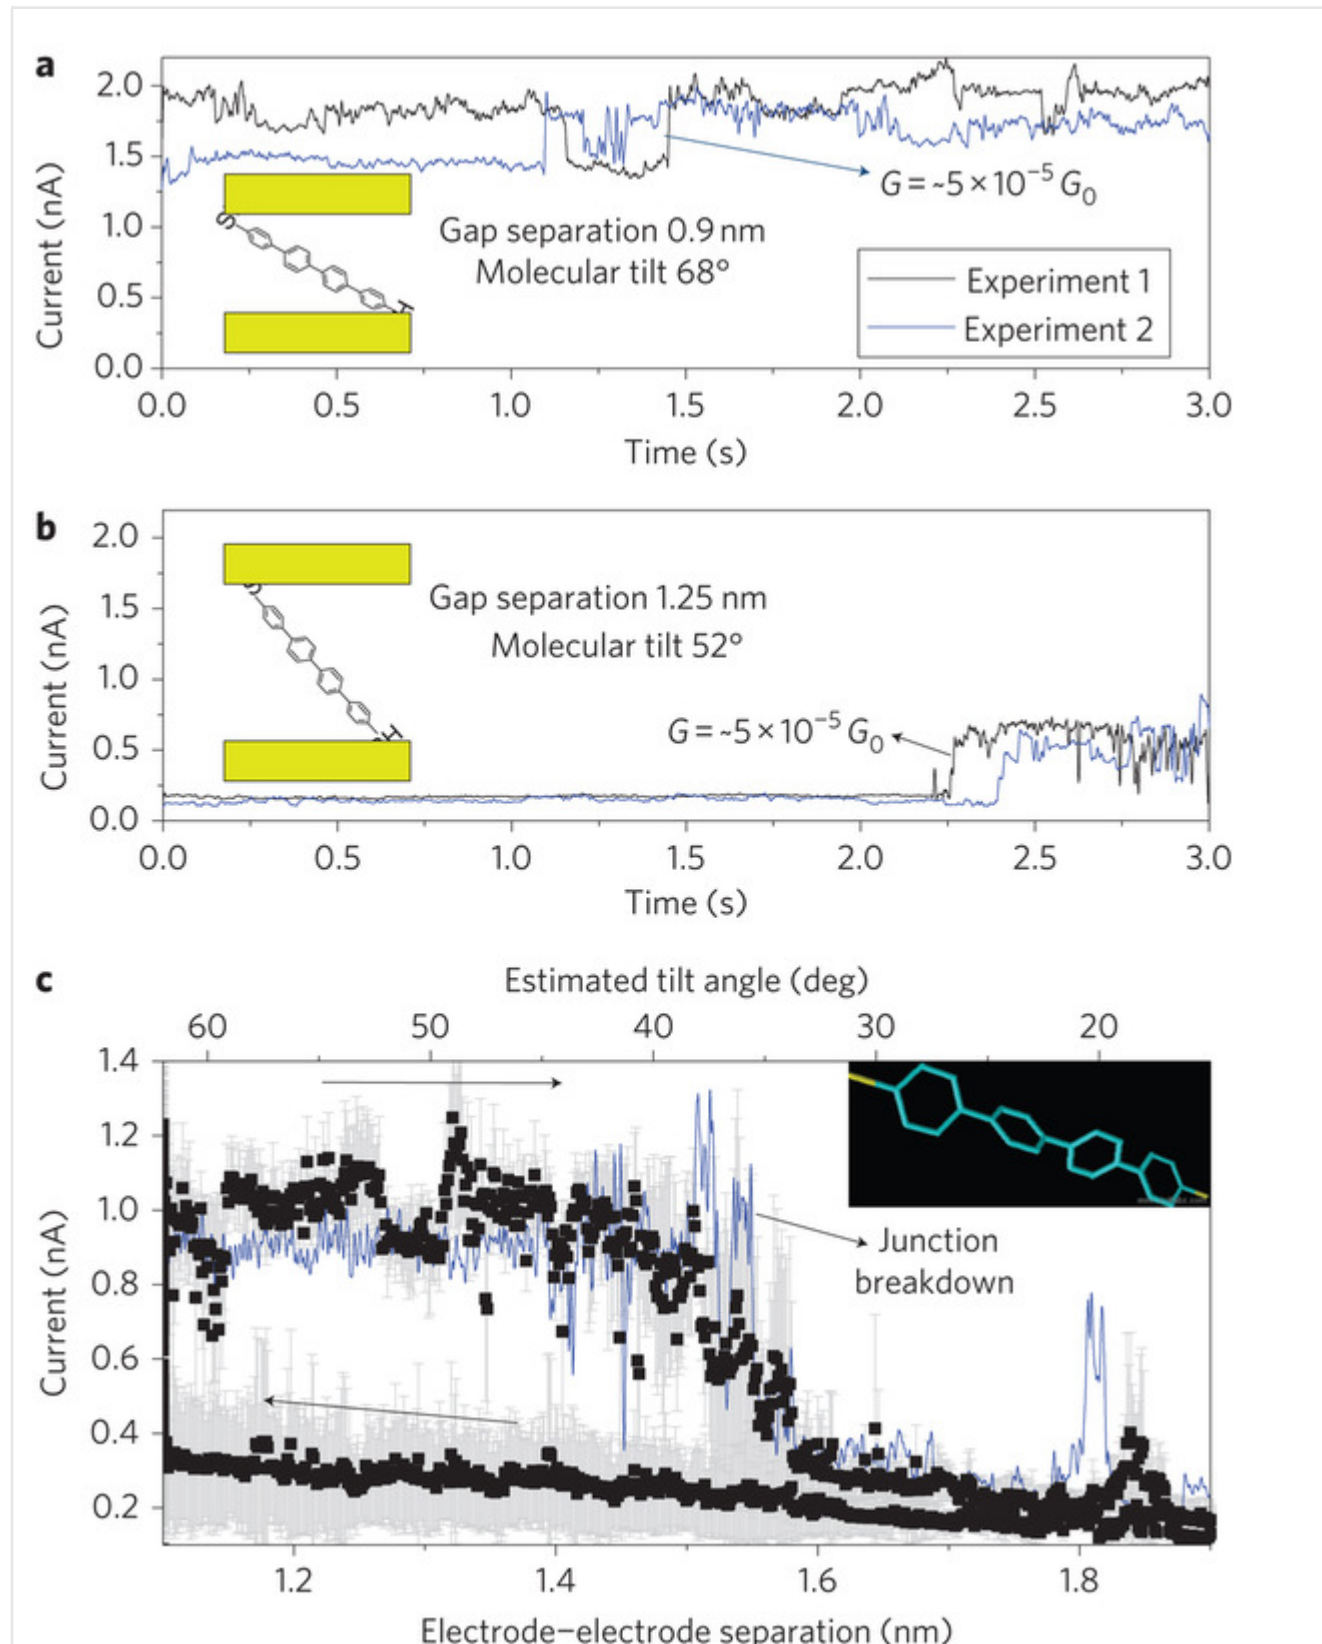 a
2.0
1.5
1.0
0.5
0.0
Current (nA)
G = ~5 × 10⁻⁵ G₀
Gap separation 0.9 nm
Molecular tilt 68°
S
H
Experiment 1
Experiment 2
0.0 0.5 1.0 1.5 2.0 2.5 3.0
Time (s)
b
2.0
1.5
1.0
0.5
0.0
Current (nA)
S
Gap separation 1.25 nm
Molecular tilt 52°
G = ~5 × 10⁻⁵ G₀
H
0.0 0.5 1.0 1.5 2.0 2.5 3.0
Time (s)
c
Estimated tilt angle (deg)
60 50 40 30 20
1.4
1.2
1.0
0.8
0.6
0.4
0.2
Current (nA)
Junction
breakdown
1.2 1.4 1.6 1.8
Electrode–electrode separation (nm)